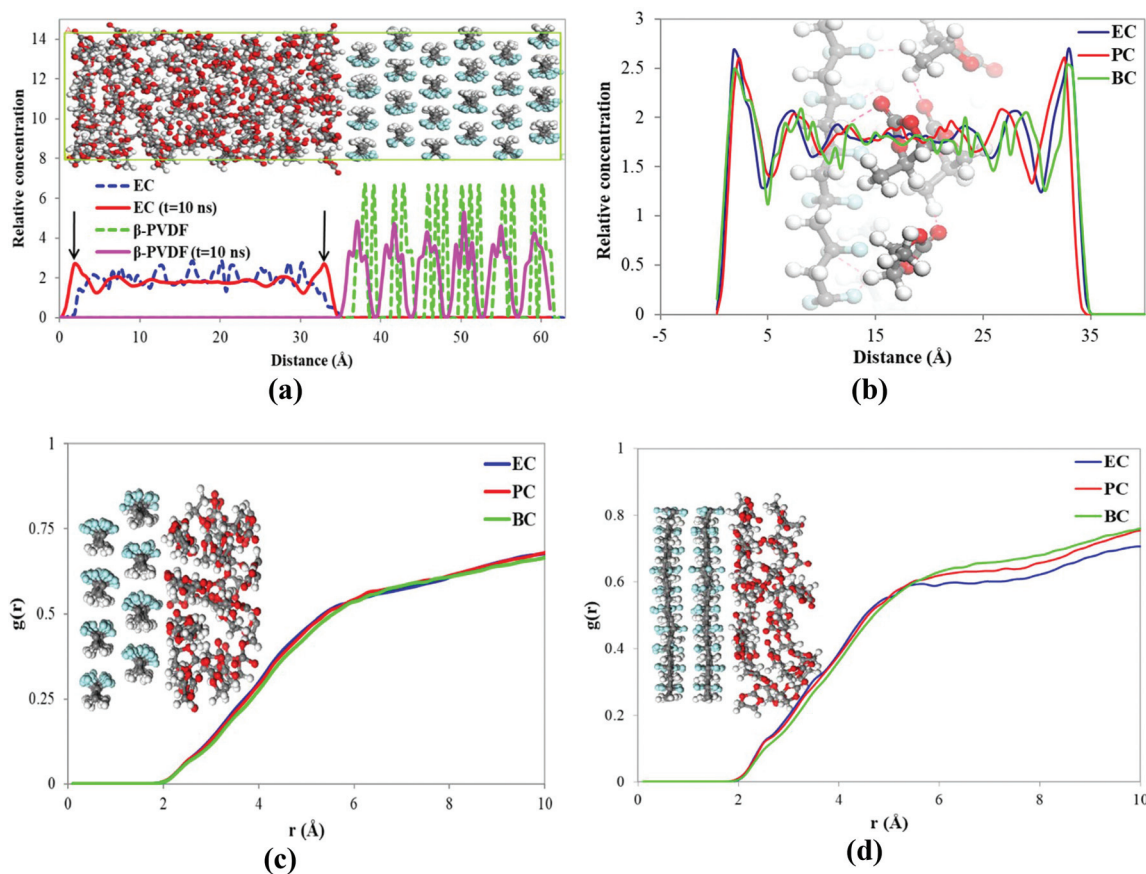 14
12
10
8
6
4
2
0
Relative concentration
Relative concentration
EC
EC (t=10 ns)
β-PVDF
β-PVDF (t=10 ns)
0 10 20 30 40 50 60
Distance (Å)
(a)
3
2.5
2
1.5
1
0.5
0
Relative concentration
EC
PC
BC
-5 5 15 25 35
Distance (Å)
(b)
1
0.75
0.5
0.25
0
g(r)
EC
PC
BC
0 2 4 6 8 10
r (Å)
(c)
1
0.8
0.6
0.4
0.2
0
g(r)
EC
PC
BC
0 2 4 6 8 10
r (Å)
(d)